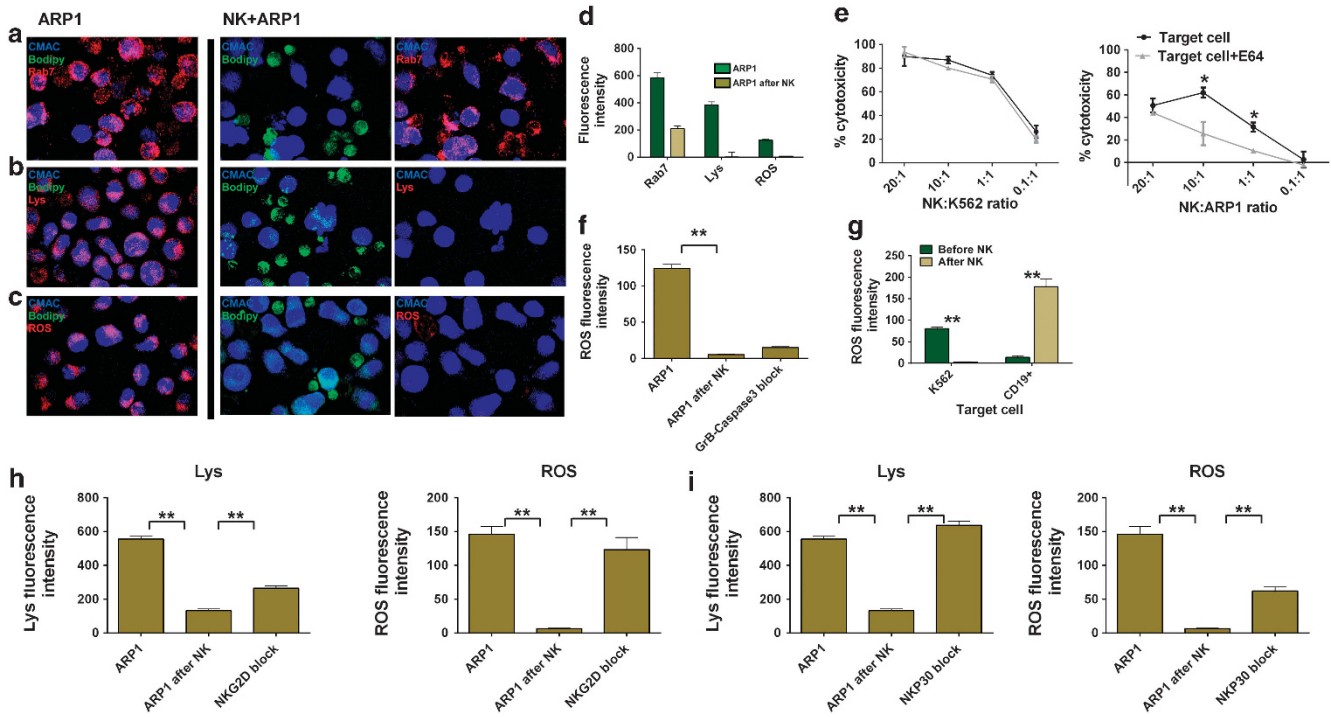 ARP1
NK+ARP1
a
CMAC
Bodipy
Rab7
CMAC
Bodipy
CMAC
Rab7
b
CMAC
Bodipy
Lys
CMAC
Bodipy
CMAC
Lys
c
CMAC
Bodipy
ROS
CMAC
Bodipy
CMAC
ROS
d
Fluorescence
intensity
800
600
400
200
0
ARP1
ARP1 after NK
Rab7
Lys
ROS
e
% cytotoxicity
100
80
60
40
20
0
20:1
10:1
1:1
0.1:1
NK:K562 ratio
Target cell
Target cell+E64
% cytotoxicity
100
80
60
40
20
0
*
*
20:1
10:1
1:1
0.1:1
NK:ARP1 ratio
f
ROS fluorescence
intensity
150
100
50
0
**
ARP1
ARP1 after NK
GrB-Caspase3 block
g
Before NK
After NK
ROS fluorescence
intensity
250
200
150
100
50
0
**
**
K562
CD19+
Target cell
h
Lys
Lys fluorescence
intensity
800
600
400
200
0
**
**
ARP1
ARP1 after NK
NKG2D block
ROS
ROS fluorescence
intensity
200
150
100
50
0
**
**
ARP1
ARP1 after NK
NKG2D block
i
Lys
Lys fluorescence
intensity
800
600
400
200
0
**
**
ARP1
ARP1 after NK
NKP30 block
ROS
ROS fluorescence
intensity
200
150
100
50
0
**
**
ARP1
ARP1 after NK
NKP30 block